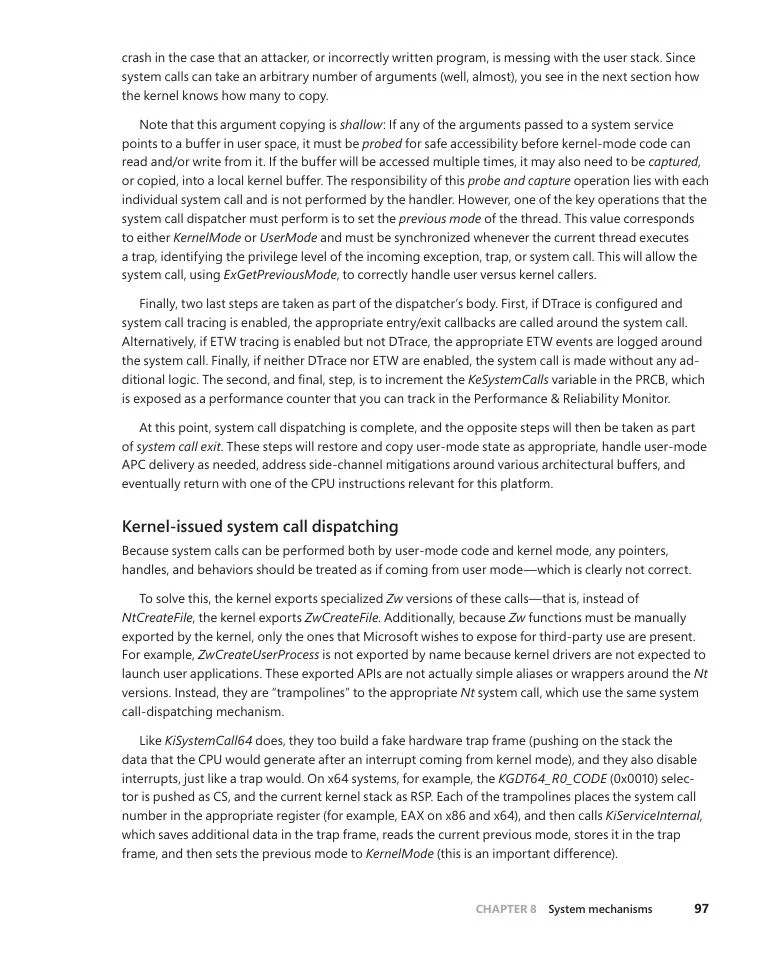 crash in the case that an attacker, or incorrectly written program, is messing with the user stack. Since
system calls can take an arbitrary number of arguments (well, almost), you see in the next section how
the kernel knows how many to copy.
Note that this argument copying is shallow: If any of the arguments passed to a system service
points to a buffer in user space, it must be probed for safe accessibility before kernel-mode code can
read and/or write from it. If the buffer will be accessed multiple times, it may also need to be captured,
or copied, into a local kernel buffer. The responsibility of this probe and capture operation lies with each
individual system call and is not performed by the handler. However, one of the key operations that the
system call dispatcher must perform is to set the previous mode of the thread. This value corresponds
to either KernelMode or UserMode and must be synchronized whenever the current thread executes
a trap, identifying the privilege level of the incoming exception, trap, or system call. This will allow the
system call, using ExGetPreviousMode, to correctly handle user versus kernel callers.
Finally, two last steps are taken as part of the dispatcher's body. First, if DTrace is configured and
system call tracing is enabled, the appropriate entry/exit callbacks are called around the system call.
Alternatively, if ETW tracing is enabled but not DTrace, the appropriate ETW events are logged around
the system call. Finally, if neither DTrace nor ETW are enabled, the system call is made without any ad-
ditional logic. The second, and final, step, is to increment the KeSystemCalls variable in the PRCB, which
is exposed as a performance counter that you can track in the Performance & Reliability Monitor.
At this point, system call dispatching is complete, and the opposite steps will then be taken as part
of system call exit. These steps will restore and copy user-mode state as appropriate, handle user-mode
APC delivery as needed, address side-channel mitigations around various architectural buffers, and
eventually return with one of the CPU instructions relevant for this platform.
Kernel-issued system call dispatching
Because system calls can be performed both by user-mode code and kernel mode, any pointers,
handles, and behaviors should be treated as if coming from user mode—which is clearly not correct.
To solve this, the kernel exports specialized Zw versions of these calls—that is, instead of
NtCreateFile, the kernel exports ZwCreateFile. Additionally, because Zw functions must be manually
exported by the kernel, only the ones that Microsoft wishes to expose for third-party use are present.
For example, ZwCreateUserProcess is not exported by name because kernel drivers are not expected to
launch user applications. These exported APIs are not actually simple aliases or wrappers around the Nt
versions. Instead, they are “trampolines” to the appropriate Nt system call, which use the same system
call-dispatching mechanism.
Like KiSystemCall64 does, they too build a fake hardware trap frame (pushing on the stack the
data that the CPU would generate after an interrupt coming from kernel mode), and they also disable
interrupts, just like a trap would. On x64 systems, for example, the KGDT64_R0_CODE (0x0010) selec-
tor is pushed as CS, and the current kernel stack as RSP. Each of the trampolines places the system call
number in the appropriate register (for example, EAX on x86 and x64), and then calls KiServiceInternal,
which saves additional data in the trap frame, reads the current previous mode, stores it in the trap
frame, and then sets the previous mode to KernelMode (this is an important difference).
CHAPTER 8 System mechanisms 97